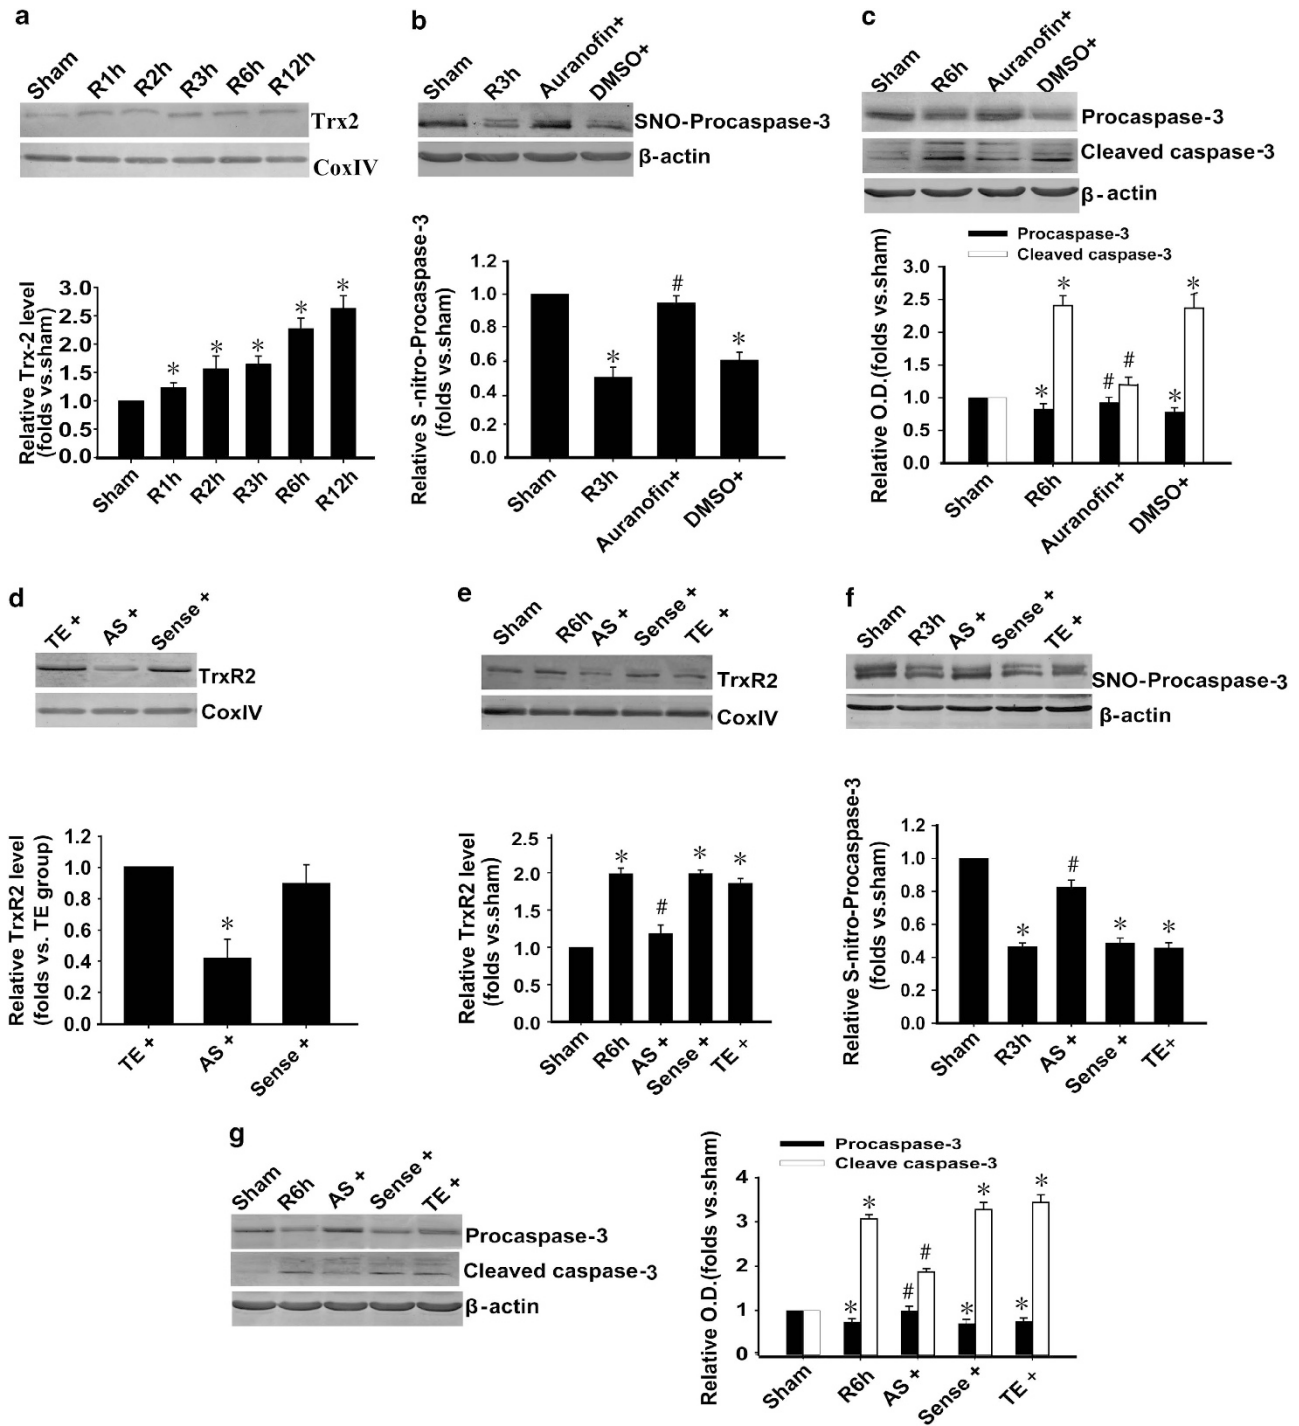 a
Sham R1h R2h R3h R6h R12h
Trx2
CoxIV
Relative Trx-2 level
(folds vs.sham)
3.0
2.5
2.0
1.5
1.0
0.5
0.0
* * * * *
Sham R1h R2h R3h R6h R12h
b
Sham R3h Auranofin+ DMSO+
SNO-Procaspase-3
β-actin
Relative S -nitro-Procaspase-3
(folds vs.sham)
1.2
1.0
0.8
0.6
0.4
0.2
0.0
* # *
Sham R3h Auranofin+ DMSO+
c
Sham R6h Auranofin+ DMSO+
Procaspase-3
Cleaved caspase-3
β- actin
Procaspase-3
Cleaved caspase-3
Relative O.D.(folds vs.sham)
3.0
2.5
2.0
1.5
1.0
0.5
0.0
* * # # * *
Sham R6h Auranofin+ DMSO+
d
TE + AS + Sense +
TrxR2
CoxIV
Relative TrxR2 level
(folds vs. TE group)
1.2
1.0
0.8
0.6
0.4
0.2
0.0
*
TE + AS + Sense +
e
Sham R6h AS + Sense + TE +
TrxR2
CoxIV
Relative TrxR2 level
(folds vs.sham)
2.5
2.0
1.5
1.0
0.5
0.0
* # * *
Sham R6h AS + Sense + TE +
f
Sham R3h AS + Sense + TE +
SNO-Procaspase-3
β-actin
Relative S-nitro-Procaspase-3
(folds vs.sham)
1.2
1.0
0.8
0.6
0.4
0.2
0.0
* # * *
Sham R3h AS + Sense + TE+
g
Sham R6h AS + Sense + TE +
Procaspase-3
Cleaved caspase-3
β-actin
Procaspase-3
Cleave caspase-3
Relative O.D.(folds vs.sham)
4
3
2
1
0
* * # # * * * *
Sham R6h AS + Sense + TE +